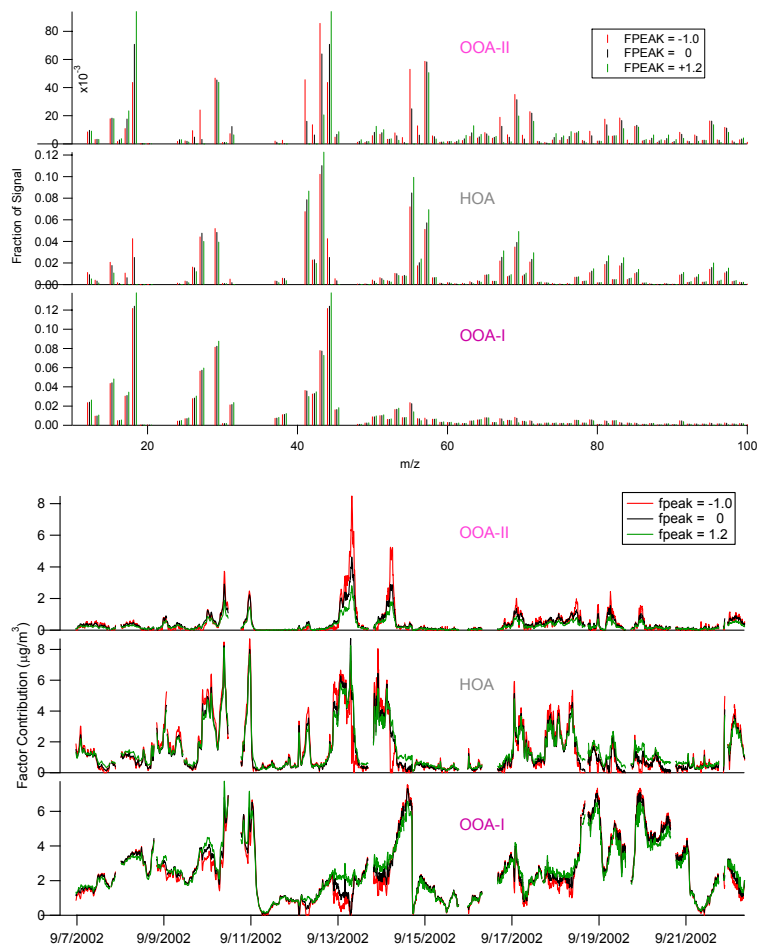 80
60
40
20
0
x10⁻³
OOA-II
FPEAK = -1.0
FPEAK = 0
FPEAK = +1.2
0.12
0.10
0.08
0.06
0.04
0.02
0.00
HOA
Fraction of Signal
0.12
0.10
0.08
0.06
0.04
0.02
0.00
OOA-I
20
40
60
80
100
m/z
8
6
4
2
0
OOA-II
fpeak = -1.0
fpeak = 0
fpeak = 1.2
8
6
4
2
0
HOA
Factor Contribution (µg/m³)
6
4
2
0
OOA-I
9/7/2002
9/9/2002
9/11/2002
9/13/2002
9/15/2002
9/17/2002
9/19/2002
9/21/2002